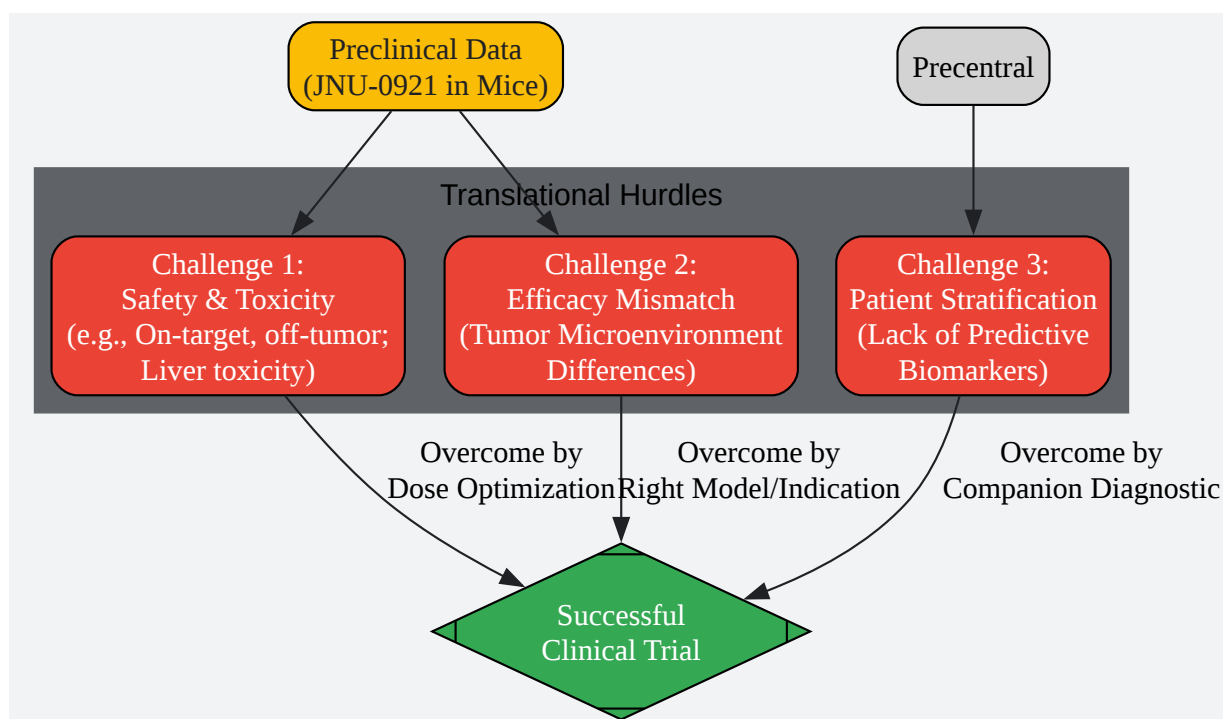 Preclinical Data
(JNU-0921 in Mice)
Precentral
Translational Hurdles
Challenge 1:
Safety & Toxicity
(e.g., On-target, off-tumor;
Liver toxicity)
Challenge 2:
Efficacy Mismatch
(Tumor Microenvironment
Differences)
Challenge 3:
Patient Stratification
(Lack of Predictive
Biomarkers)
Overcome by
Dose Optimization
Overcome by
Right Model/Indication
Overcome by
Companion Diagnostic
Successful
Clinical Trial